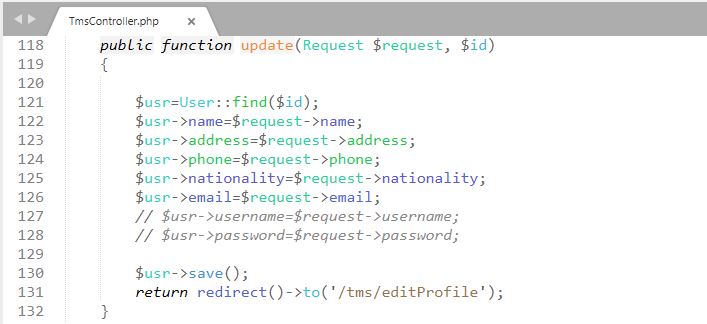 TmsController.php ×
118 public function update(Request $request, $id)
119 {
120
121 $usr=User::find($id);
122 $usr->name=$request->name;
123 $usr->address=$request->address;
124 $usr->phone=$request->phone;
125 $usr->nationality=$request->nationality;
126 $usr->email=$request->email;
127 // $usr->username=$request->username;
128 // $usr->password=$request->password;
129
130 $usr->save();
131 return redirect()->to('/tms/editProfile');
132 }